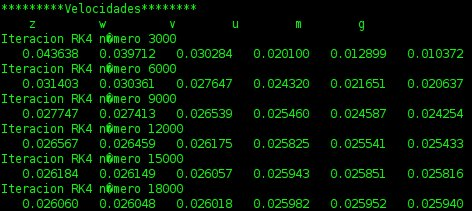 *********Velocidades********
z w v u m g
Iteracion RK4 n�mero 3000
0.043638 0.039712 0.030284 0.020100 0.012899 0.010372
Iteracion RK4 n�mero 6000
0.031403 0.030361 0.027647 0.024320 0.021651 0.020637
Iteracion RK4 n�mero 9000
0.027747 0.027413 0.026539 0.025460 0.024587 0.024254
Iteracion RK4 n�mero 12000
0.026567 0.026459 0.026175 0.025825 0.025541 0.025433
Iteracion RK4 n�mero 15000
0.026184 0.026149 0.026057 0.025943 0.025851 0.025816
Iteracion RK4 n�mero 18000
0.026060 0.026048 0.026018 0.025982 0.025952 0.025940